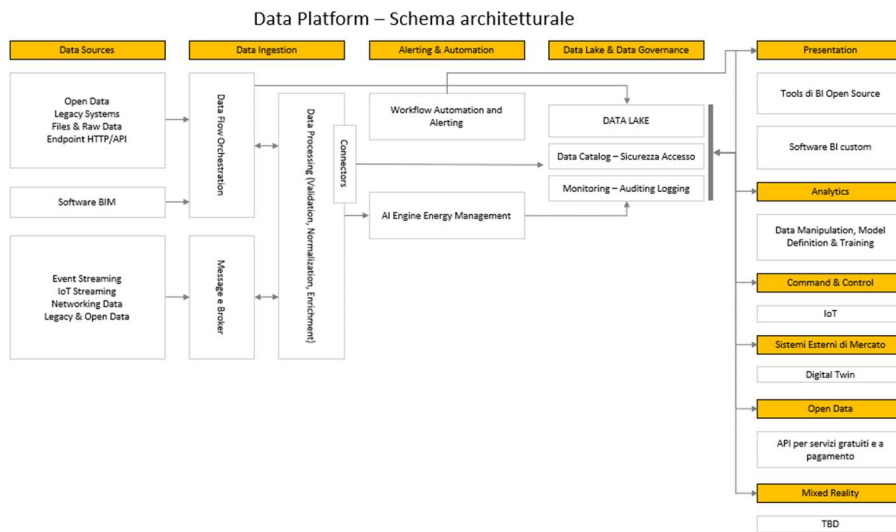 Data Platform – Schema architetturale
Data Sources
Data Ingestion
Alerting & Automation
Data Lake & Data Governance
Presentation
Open Data
Legacy Systems
Files & Raw Data
Endpoint HTTP/API
Software BIM
Event Streaming
IoT Streaming
Networking Data
Legacy & Open Data
Data Flow Orchestration
Message e Broker
Data Processing (Validation, Normalization, Enrichment)
Connectors
Workflow Automation and
Alerting
AI Engine Energy Management
DATA LAKE
Data Catalog – Sicurezza Accesso
Monitoring – Auditing Logging
Tools di BI Open Source
Software BI custom
Analytics
Data Manipulation, Model
Definition & Training
Command & Control
IoT
Sistemi Esterni di Mercato
Digital Twin
Open Data
API per servizi gratuiti e a
pagamento
Mixed Reality
TBD